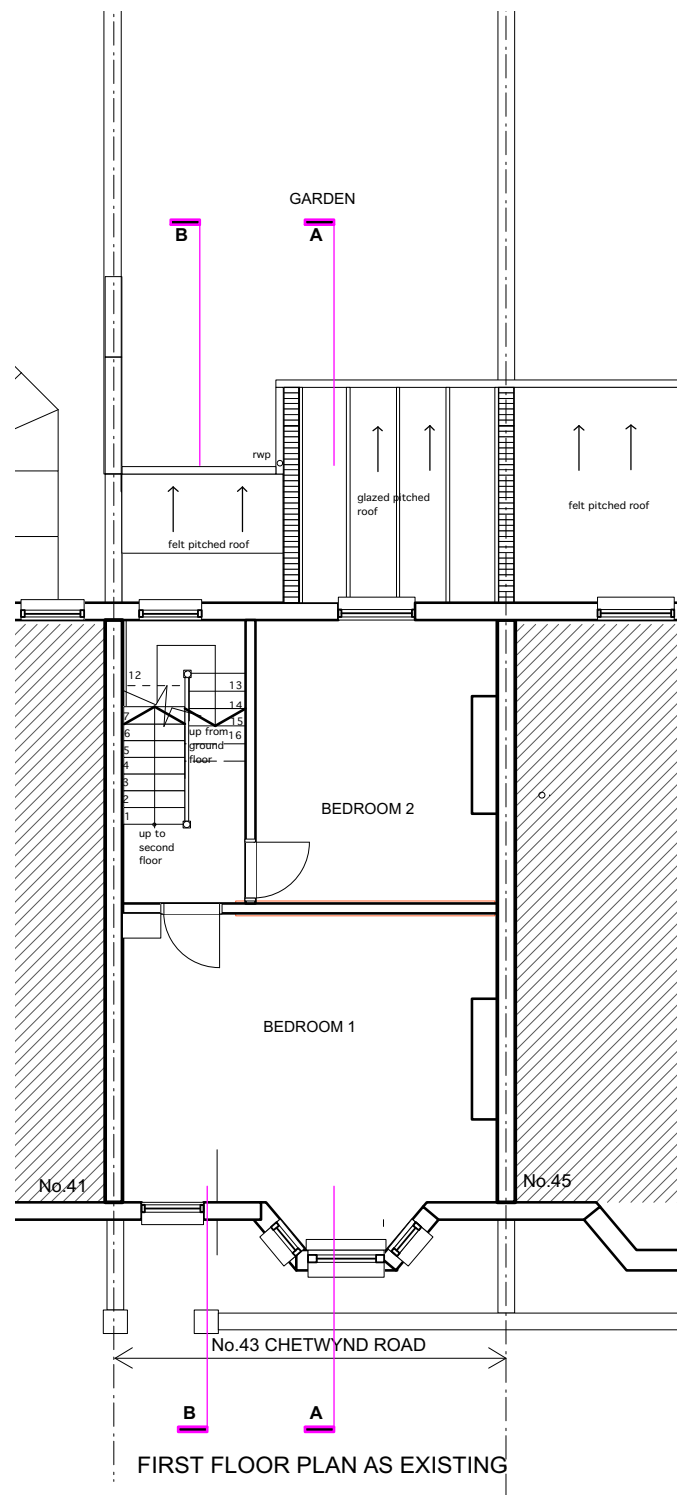 GARDEN
B
A
rwp
glazed pitched
roof
felt pitched roof
felt pitched roof
12
13
14
15
16
7
6
5
4
3
2
1
up from
ground
floor
up to
second
floor
BEDROOM 2
BEDROOM 1
No.41
No.45
No.43 CHETWYND ROAD
B
A
FIRST FLOOR PLAN AS EXISTING